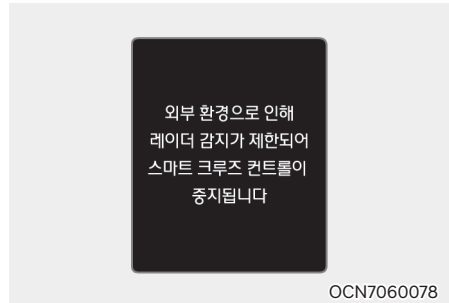 외부 환경으로 인해
레이더 감지가 제한되어
스마트 크루즈 컨트롤이
중지됩니다
OCN7060078